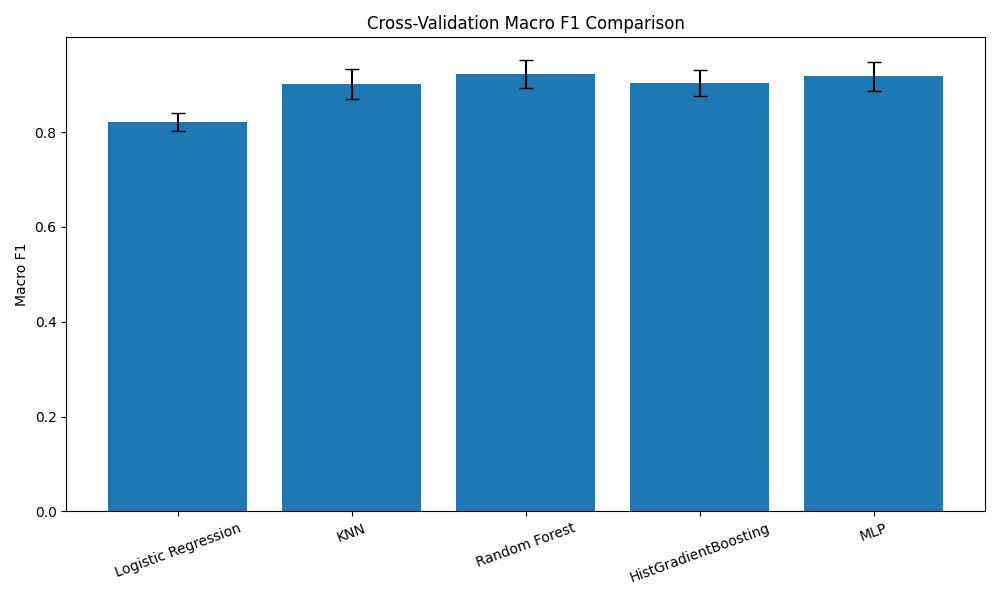 Cross-Validation Macro F1 Comparison
Macro F1
0.8
0.6
0.4
0.2
0.0
Logistic Regression
KNN
Random Forest
HistGradientBoosting
MLP